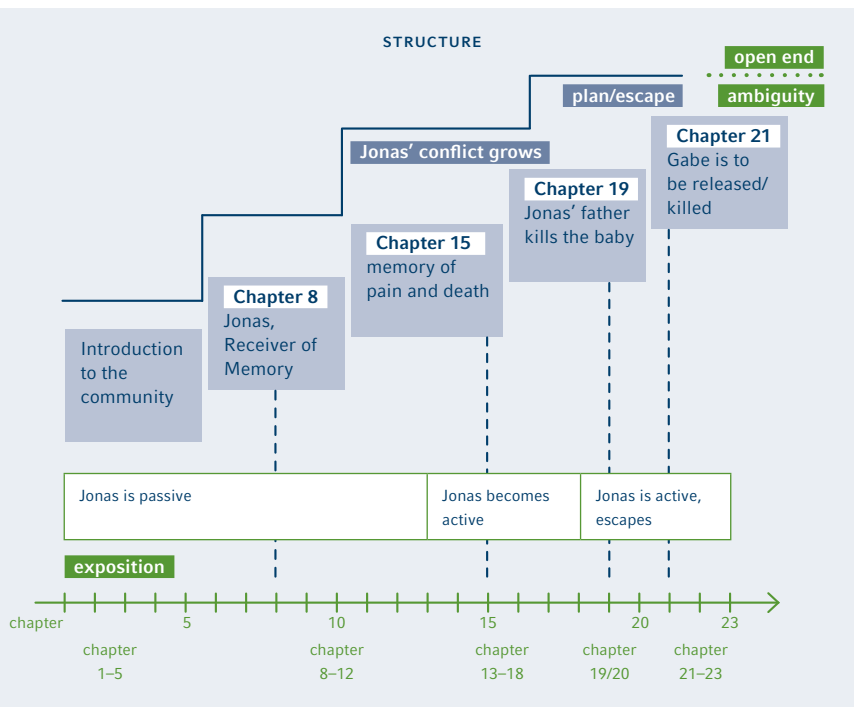 STRUCTURE
open end
plan/escape
ambiguity
Jonas’ conflict grows
Chapter 21
Gabe is to
be released/
killed
Chapter 19
Jonas’ father
kills the baby
Chapter 15
memory of
pain and death
Chapter 8
Jonas,
Receiver of
Memory
Introduction
to the
community
Jonas is passive
Jonas becomes
active
Jonas is active,
escapes
exposition
chapter 5 10 15 20 23
chapter
1–5
chapter
8–12
chapter
13–18
chapter
19/20
chapter
21–23